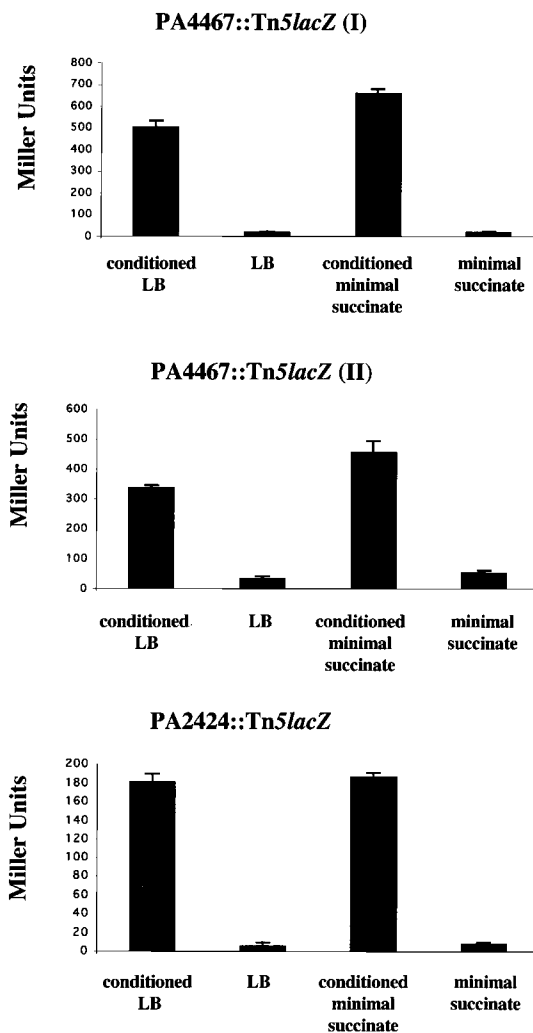 PA4467::Tn5lacZ (I)
Miller Units
800
700
600
500
400
300
200
100
0
conditioned LB conditioned minimal
LB minimal succinate
succinate
PA4467::Tn5lacZ (II)
Miller Units
600
500
400
300
200
100
0
conditioned LB conditioned minimal
LB minimal succinate
succinate
PA2424::Tn5lacZ
Miller Units
200
180
160
140
120
100
80
60
40
20
0
conditioned LB conditioned minimal
LB minimal succinate
succinate